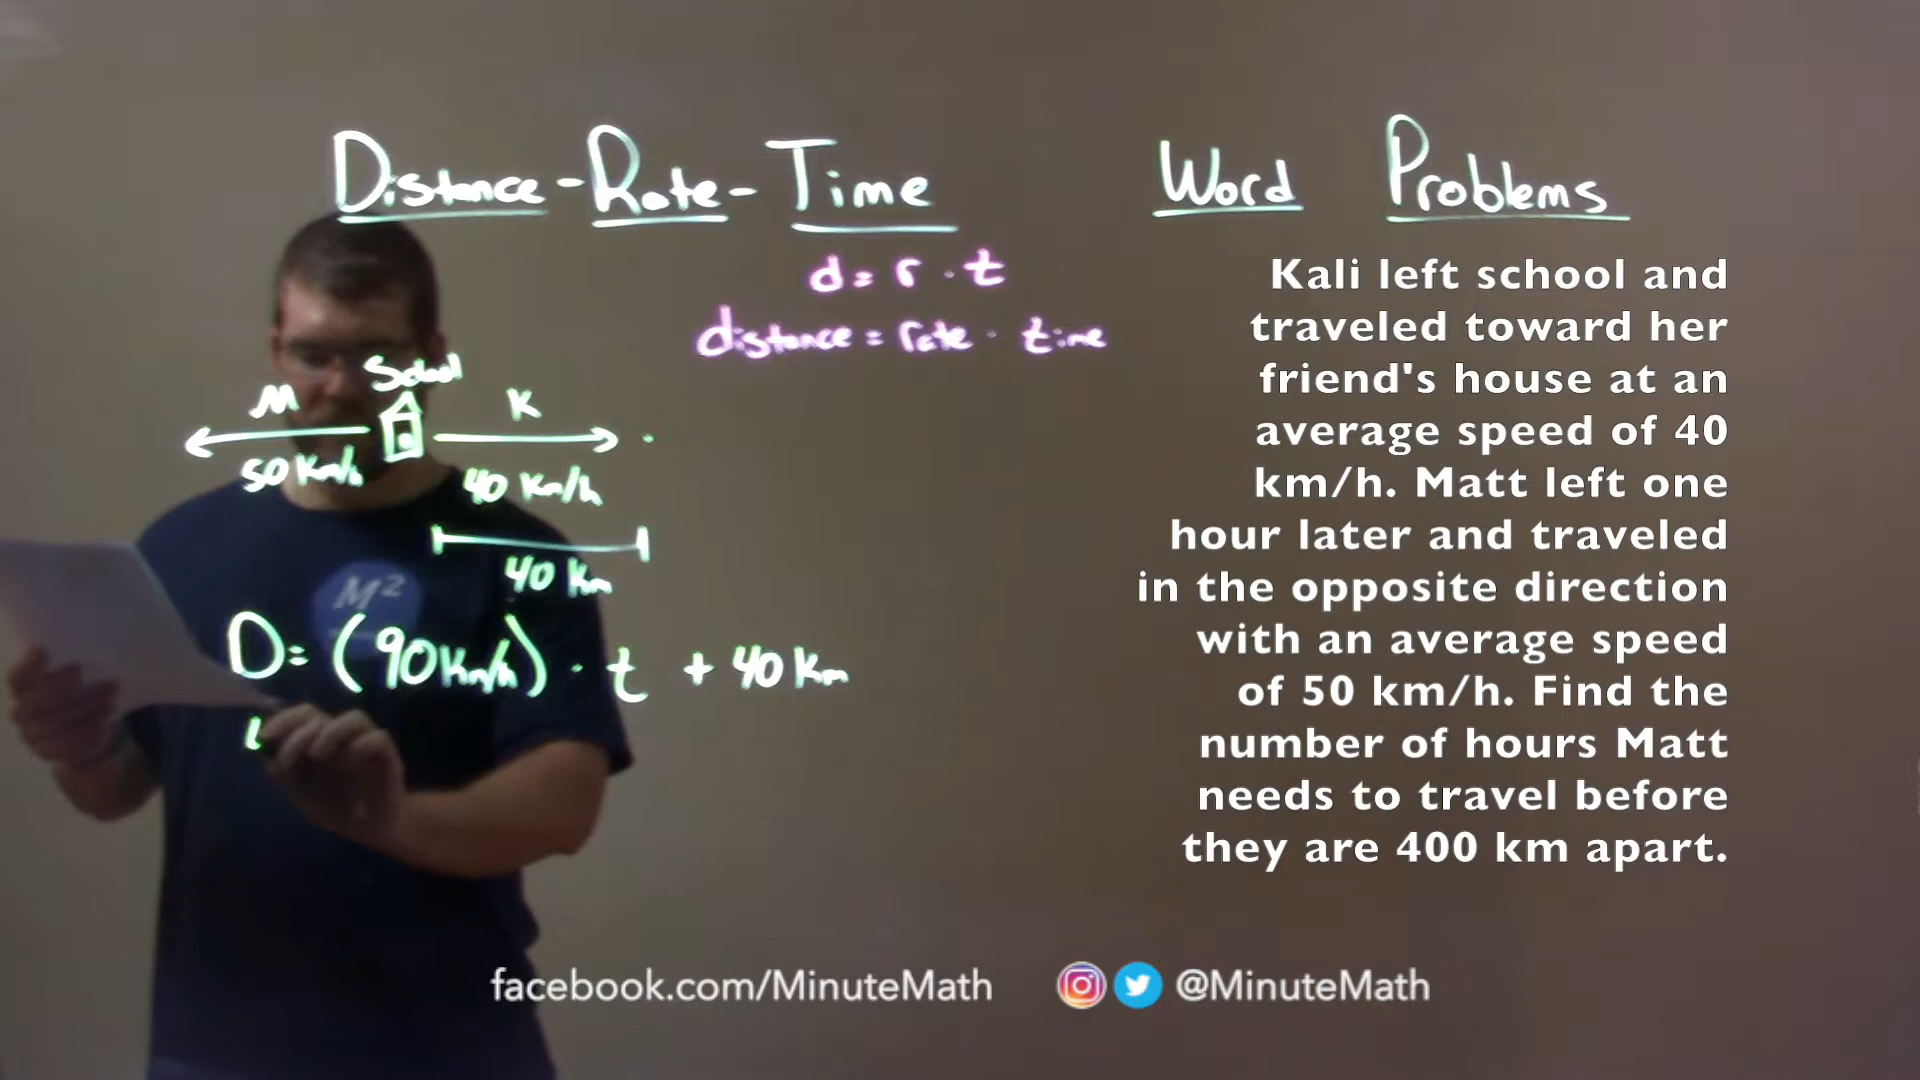 Distance-Rate-Time Word Problems
d = r · t
distance = rate · time
School
M
K
50 Km/h
40 Km/h
40 Km
M²
D= (90Km/h) · t + 40 Km
Kali left school and
traveled toward her
friend's house at an
average speed of 40
km/h. Matt left one
hour later and traveled
in the opposite direction
with an average speed
of 50 km/h. Find the
number of hours Matt
needs to travel before
they are 400 km apart.
facebook.com/MinuteMath @MinuteMath